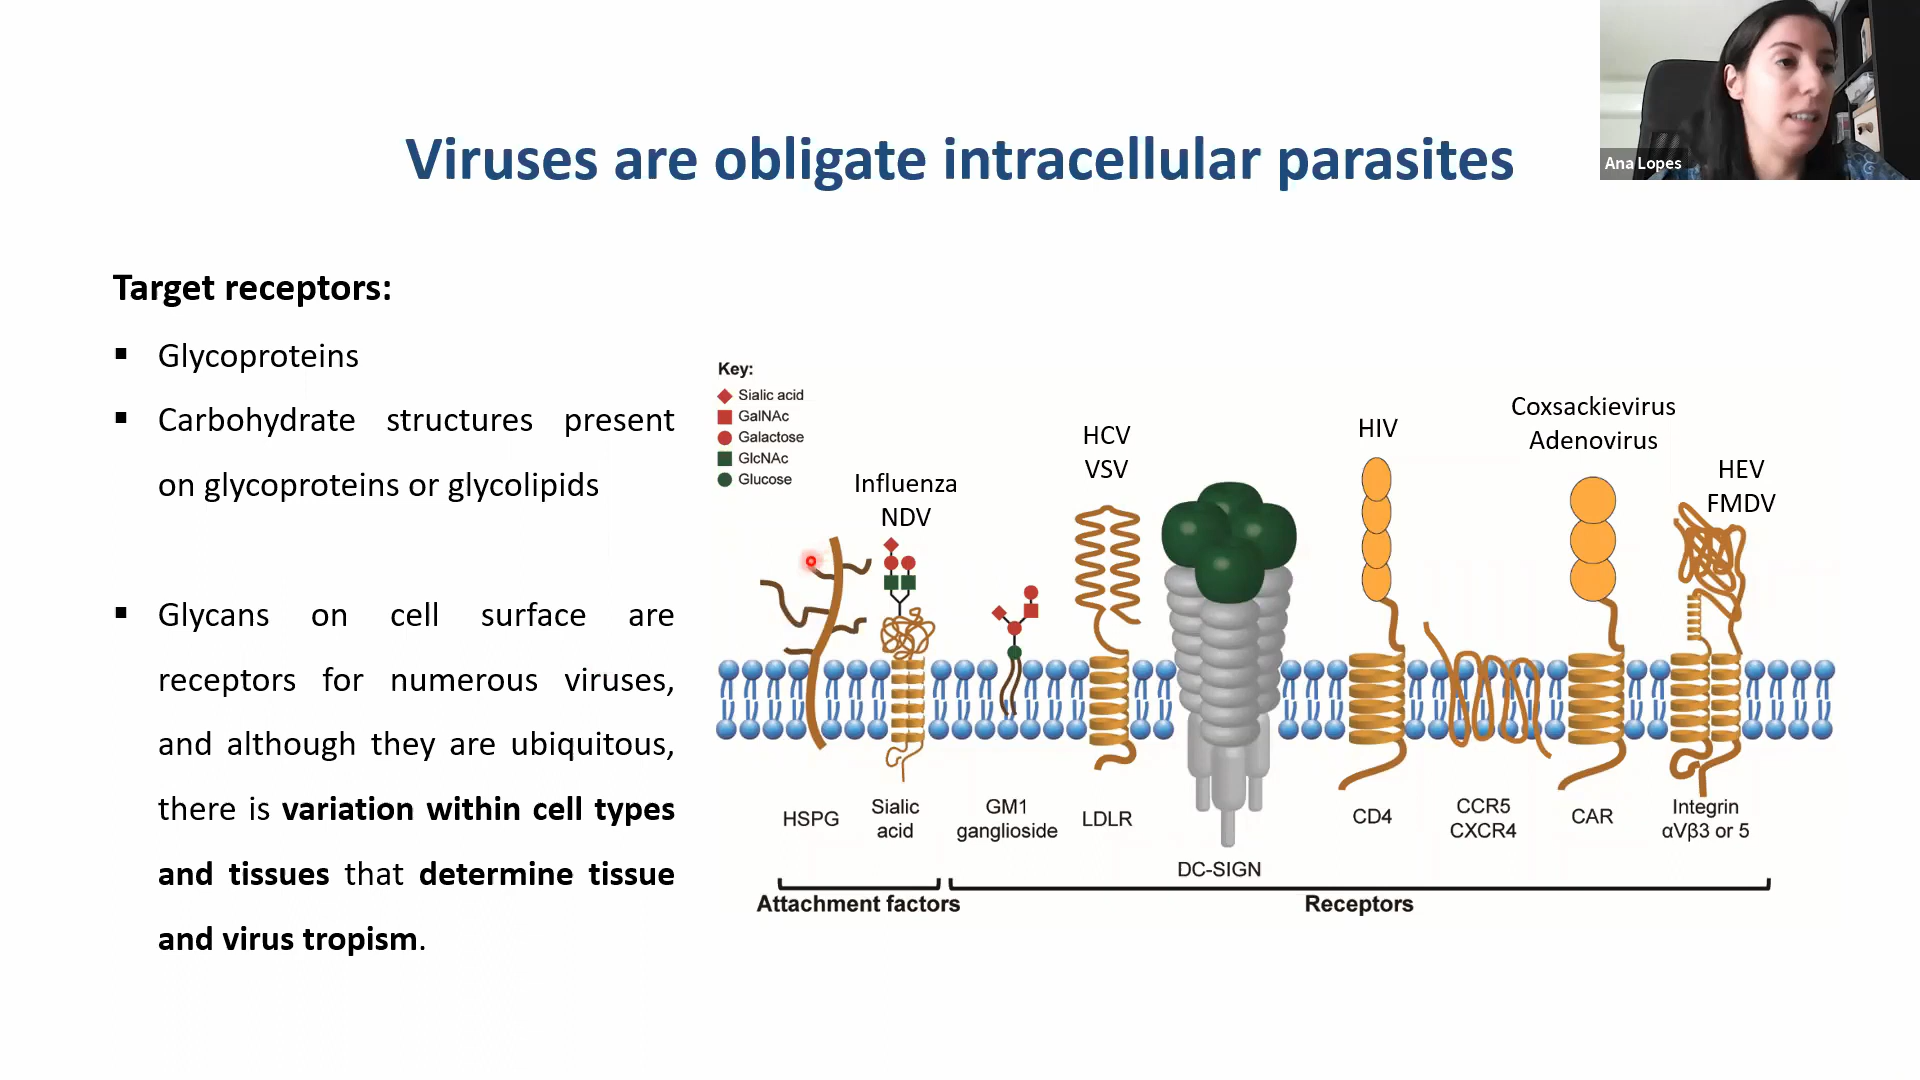 Ana Lopes
Viruses are obligate intracellular parasites
Target receptors:
▪ Glycoproteins
▪ Carbohydrate structures present
on glycoproteins or glycolipids
▪ Glycans on cell surface are
receptors for numerous viruses,
and although they are ubiquitous,
there is variation within cell types
and tissues that determine tissue
and virus tropism.
Key:
Sialic acid
GalNAc
Galactose
GlcNAc
Glucose
Influenza
NDV
HCV
VSV
HIV
Coxsackievirus
Adenovirus
HEV
FMDV
HSPG
Sialic
acid
GM1
ganglioside
LDLR
DC-SIGN
CD4
CCR5
CXCR4
CAR
Integrin
αVβ3 or 5
Attachment factors
Receptors